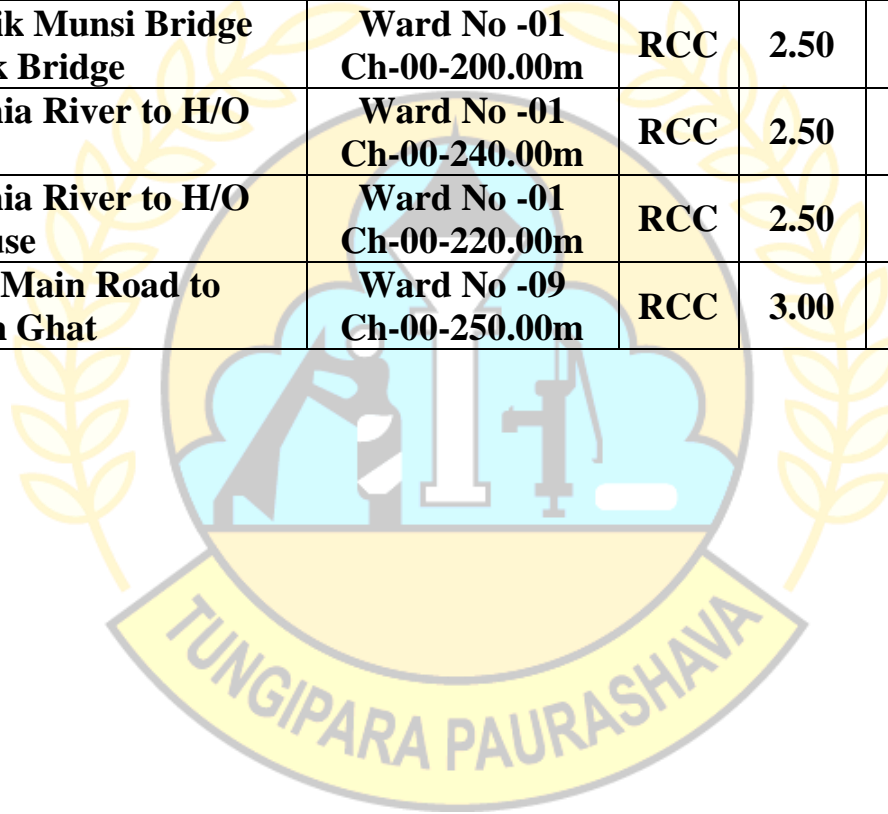 ik Munsi Bridge Ward No -01
k Bridge Ch-00-200.00m RCC 2.50
nia River to H/O Ward No -01
Ch-00-240.00m RCC 2.50
nia River to H/O Ward No -01
use Ch-00-220.00m RCC 2.50
Main Road to Ward No -09
n Ghat Ch-00-250.00m RCC 3.00
TUNGIPARA PAURASHAVA